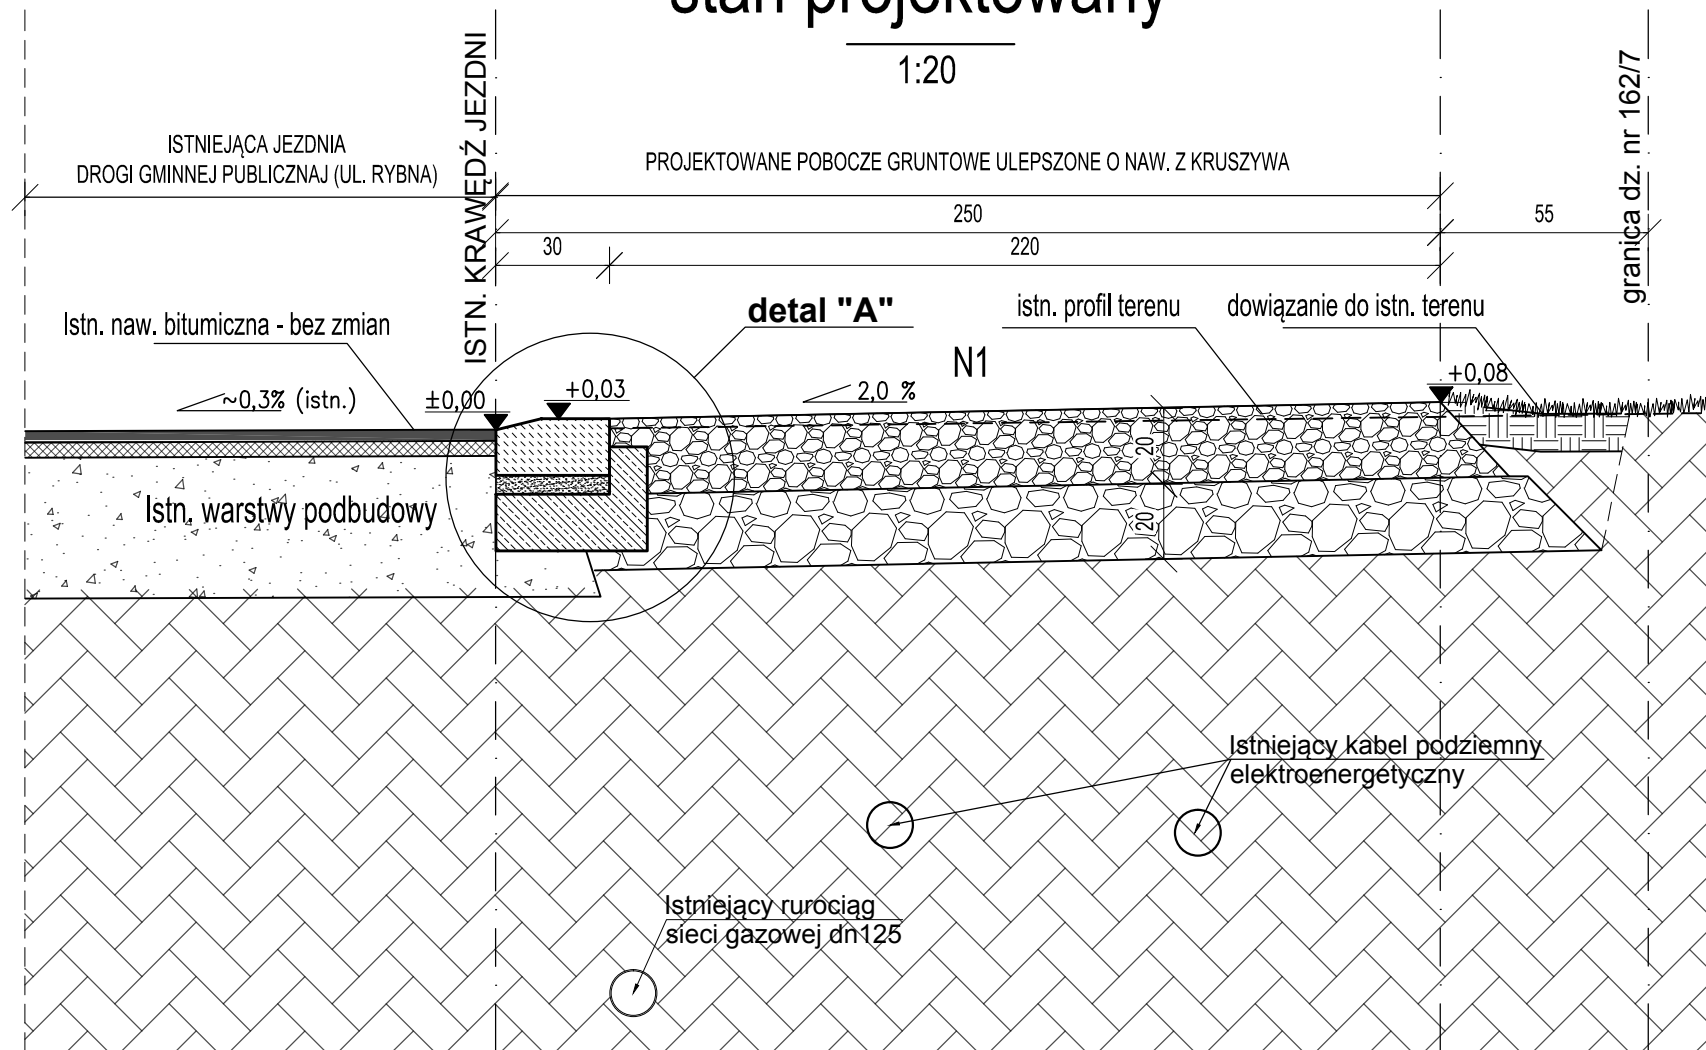 stan projektowany
1:20
ISTNIEJĄCA JEZDNIA
DROGI GMINNEJ PUBLICZNAJ (UL. RYBNA)
ISTN. KRAWĘDŹ JEZDNI
PROJEKTOWANE POBOCZE GRUNTOWE ULEPSZONE O NAW. Z KRUSZYWA
granica dz. nr 162/7
250
55
30
220
Istn. naw. bitumiczna - bez zmian
detal "A"
istn. profil terenu
dowiązanie do istn. terenu
N1
~0,3% (istn.)
±0,00
+0,03
2,0 %
+0,08
20
20
Istn. warstwy podbudowy
Istniejący kabel podziemny
elektroenergetyczny
Istniejący rurociąg
sieci gazowej dn125